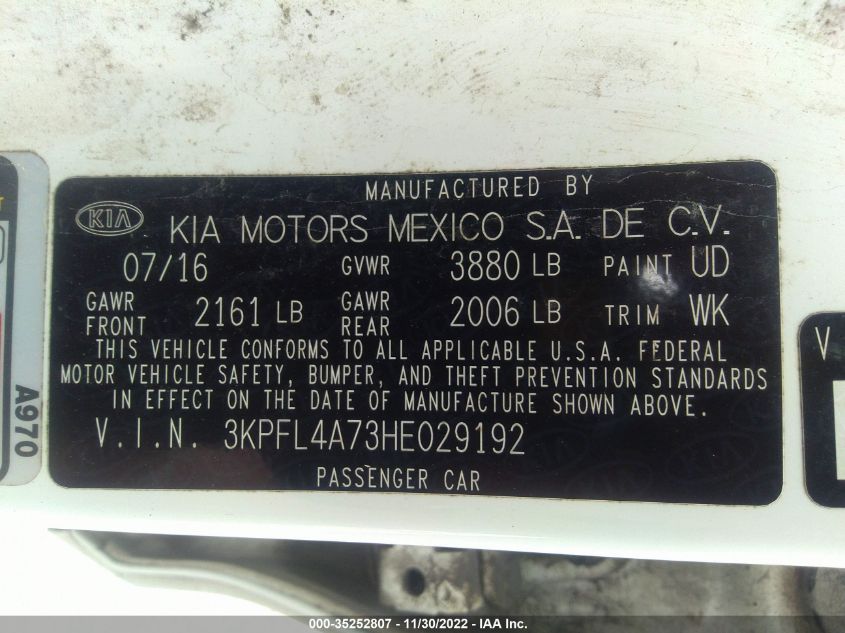 MANUFACTURED BY
KIA KIA MOTORS MEXICO S.A. DE C.V.
07/16 GVWR 3880 LB PAINT UD
GAWR FRONT 2161 LB GAWR REAR 2006 LB TRIM WK
THIS VEHICLE CONFORMS TO ALL APPLICABLE U.S.A. FEDERAL
MOTOR VEHICLE SAFETY, BUMPER, AND THEFT PREVENTION STANDARDS
IN EFFECT ON THE DATE OF MANUFACTURE SHOWN ABOVE.
V.I.N. 3KPFL4A73HE029192
PASSENGER CAR
A970
V
000-35252807 - 11/30/2022 - IAAI.com